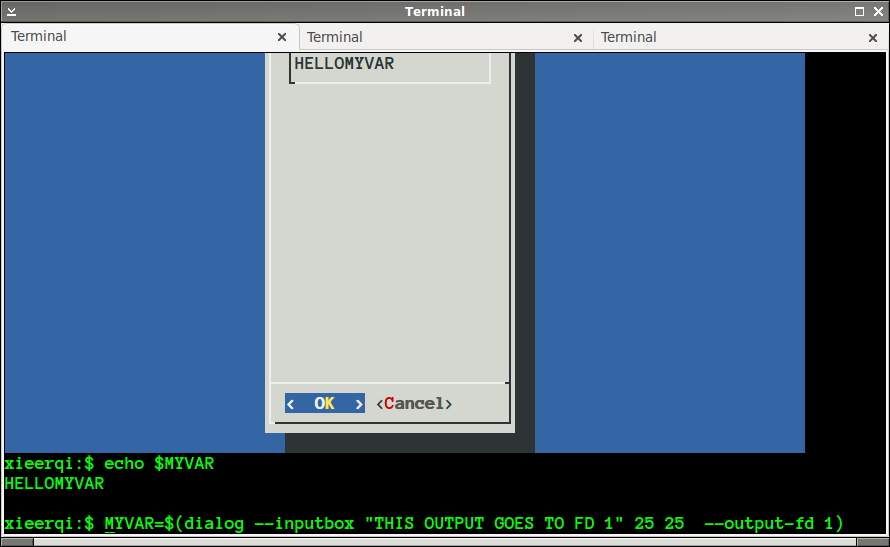 Terminal
Terminal
Terminal
Terminal
HELLOMYVAR
< OK > <Cancel>
xieerqi:$ echo $MYVAR
HELLOMYVAR
xieerqi:$ MYVAR=$(dialog --inputbox "THIS OUTPUT GOES TO FD 1" 25 25  --output-fd 1)